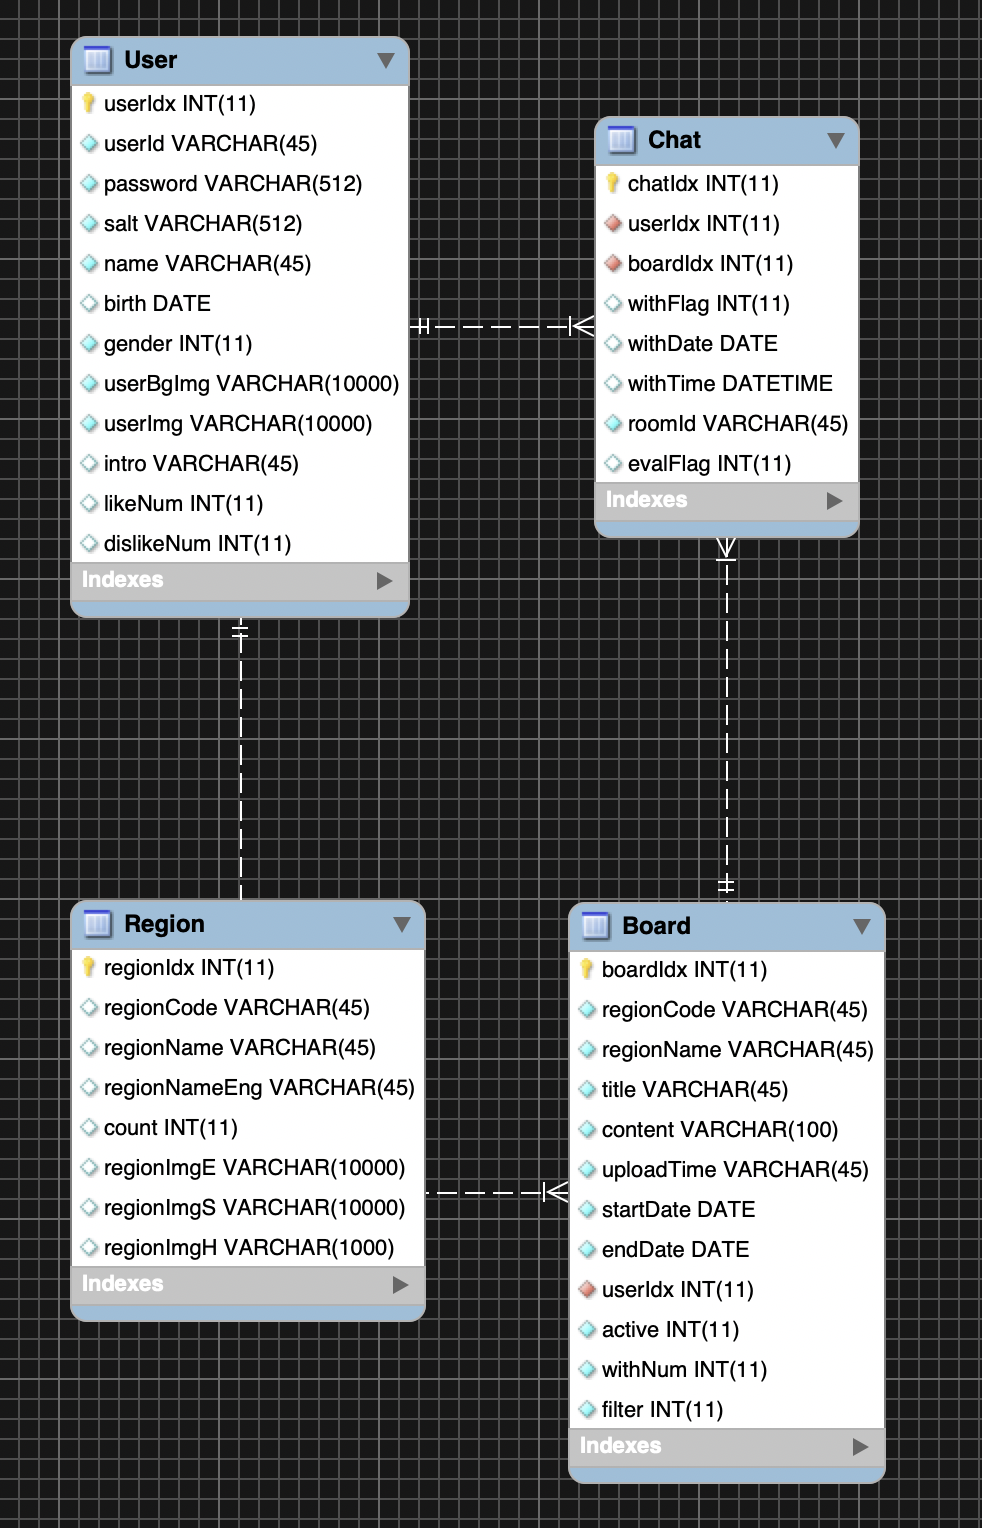 User
userIdx INT(11)
userId VARCHAR(45)
password VARCHAR(512)
salt VARCHAR(512)
name VARCHAR(45)
birth DATE
gender INT(11)
userBgImg VARCHAR(10000)
userImg VARCHAR(10000)
intro VARCHAR(45)
likeNum INT(11)
dislikeNum INT(11)
Indexes
Chat
chatIdx INT(11)
userIdx INT(11)
boardIdx INT(11)
withFlag INT(11)
withDate DATE
withTime DATETIME
roomId VARCHAR(45)
evalFlag INT(11)
Indexes
Region
regionIdx INT(11)
regionCode VARCHAR(45)
regionName VARCHAR(45)
regionNameEng VARCHAR(45)
count INT(11)
regionImgE VARCHAR(10000)
regionImgS VARCHAR(10000)
regionImgH VARCHAR(1000)
Indexes
Board
boardIdx INT(11)
regionCode VARCHAR(45)
regionName VARCHAR(45)
title VARCHAR(45)
content VARCHAR(100)
uploadTime VARCHAR(45)
startDate DATE
endDate DATE
userIdx INT(11)
active INT(11)
withNum INT(11)
filter INT(11)
Indexes